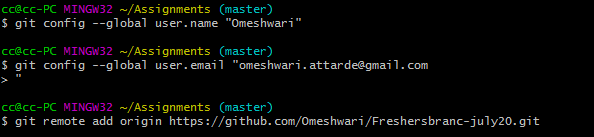 cc@cc-PC MINGW32 ~/Assignments (master)
$ git config --global user.name "Omeshwari"
cc@cc-PC MINGW32 ~/Assignments (master)
$ git config --global user.email "omeshwari.attarde@gmail.com
> "
cc@cc-PC MINGW32 ~/Assignments (master)
$ git remote add origin https://github.com/Omeshwari/Freshersbranc-july20.git